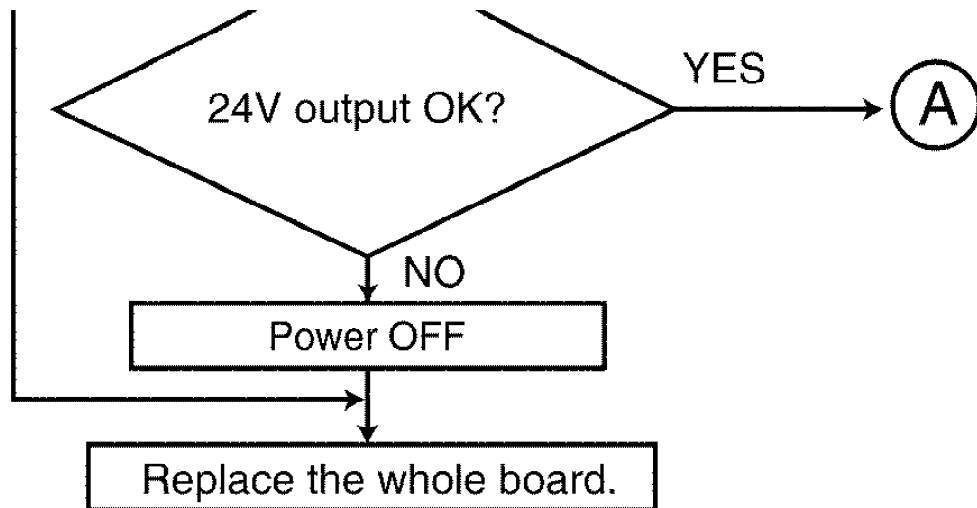 YES
24V output OK?
A
NO
Power OFF
Replace the whole board.